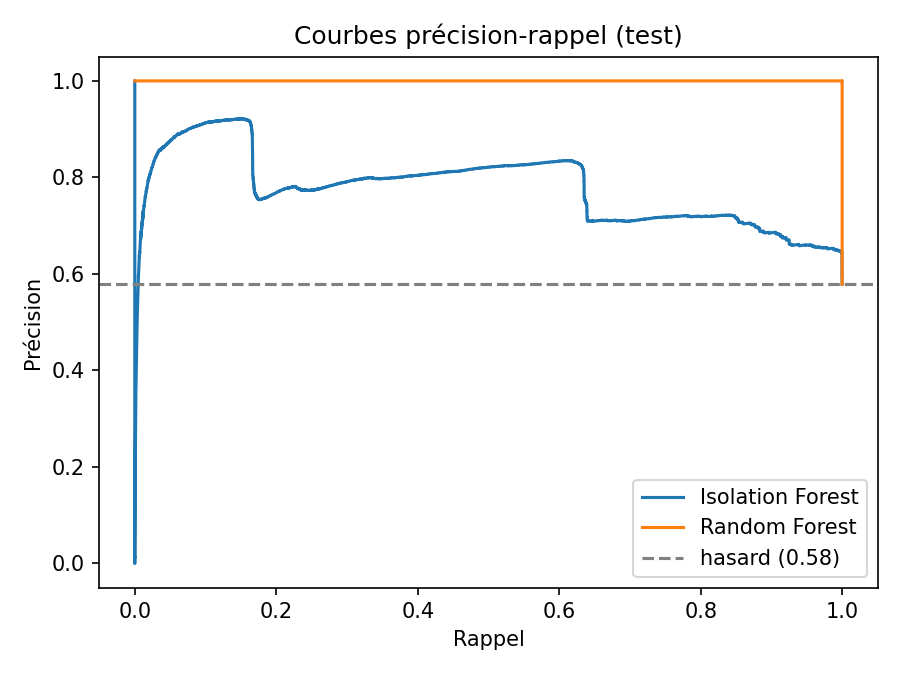 Courbes précision-rappel (test)
Précision
1.0
0.8
0.6
0.4
0.2
0.0
0.0 0.2 0.4 0.6 0.8 1.0
Rappel
Isolation Forest
Random Forest
hasard (0.58)